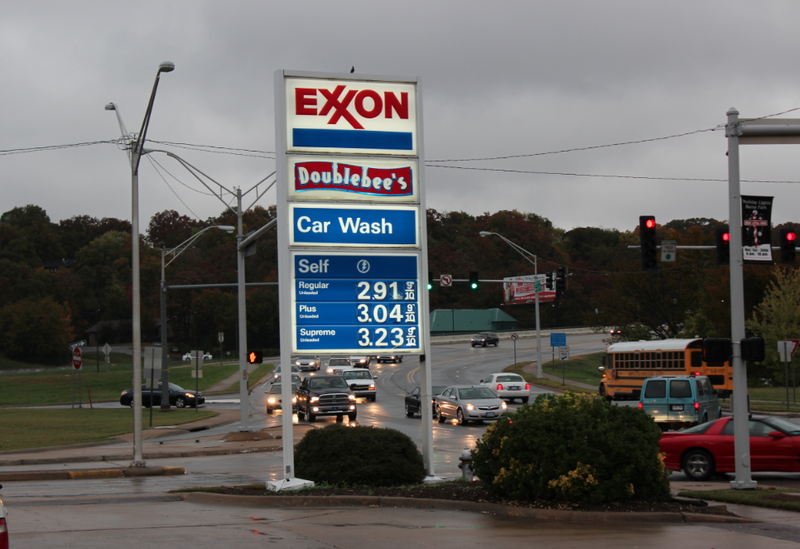 EXXON
Doublebee's
Car Wash
Self
Regular
Unleaded
2.91 9/10
Plus
Unleaded
3.04 9/10
Supreme
Unleaded
3.23 9/10